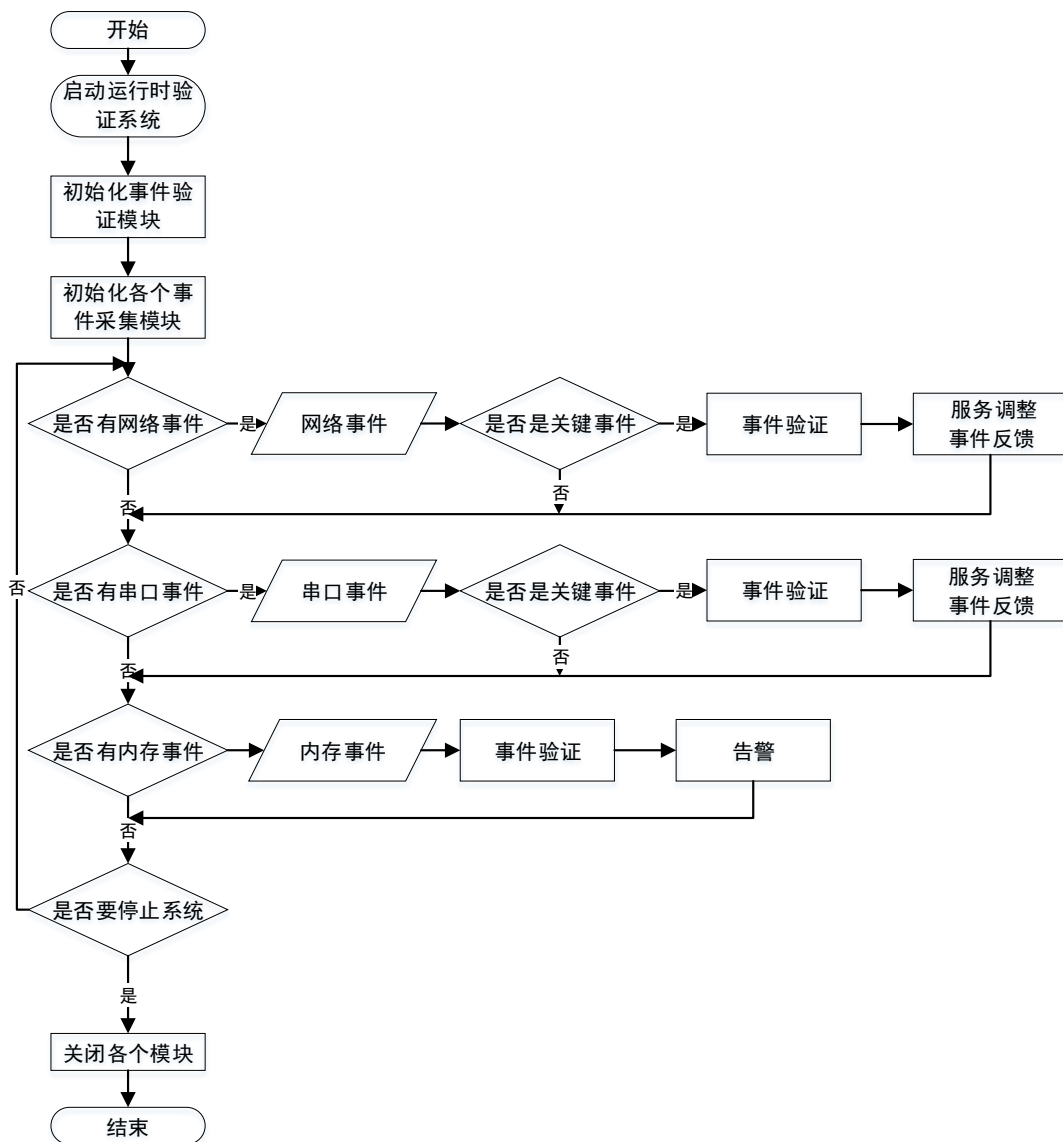 开始
启动运行时验
证系统
初始化事件验
证模块
初始化各个事
件采集模块
是否有网络事件
是
网络事件
是否是关键事件
是
事件验证
服务调整
事件反馈
否
否
是否有串口事件
是
串口事件
是否是关键事件
是
事件验证
服务调整
事件反馈
否
否
否
是否有内存事件
内存事件
事件验证
告警
否
是否要停止系统
是
关闭各个模块
结束